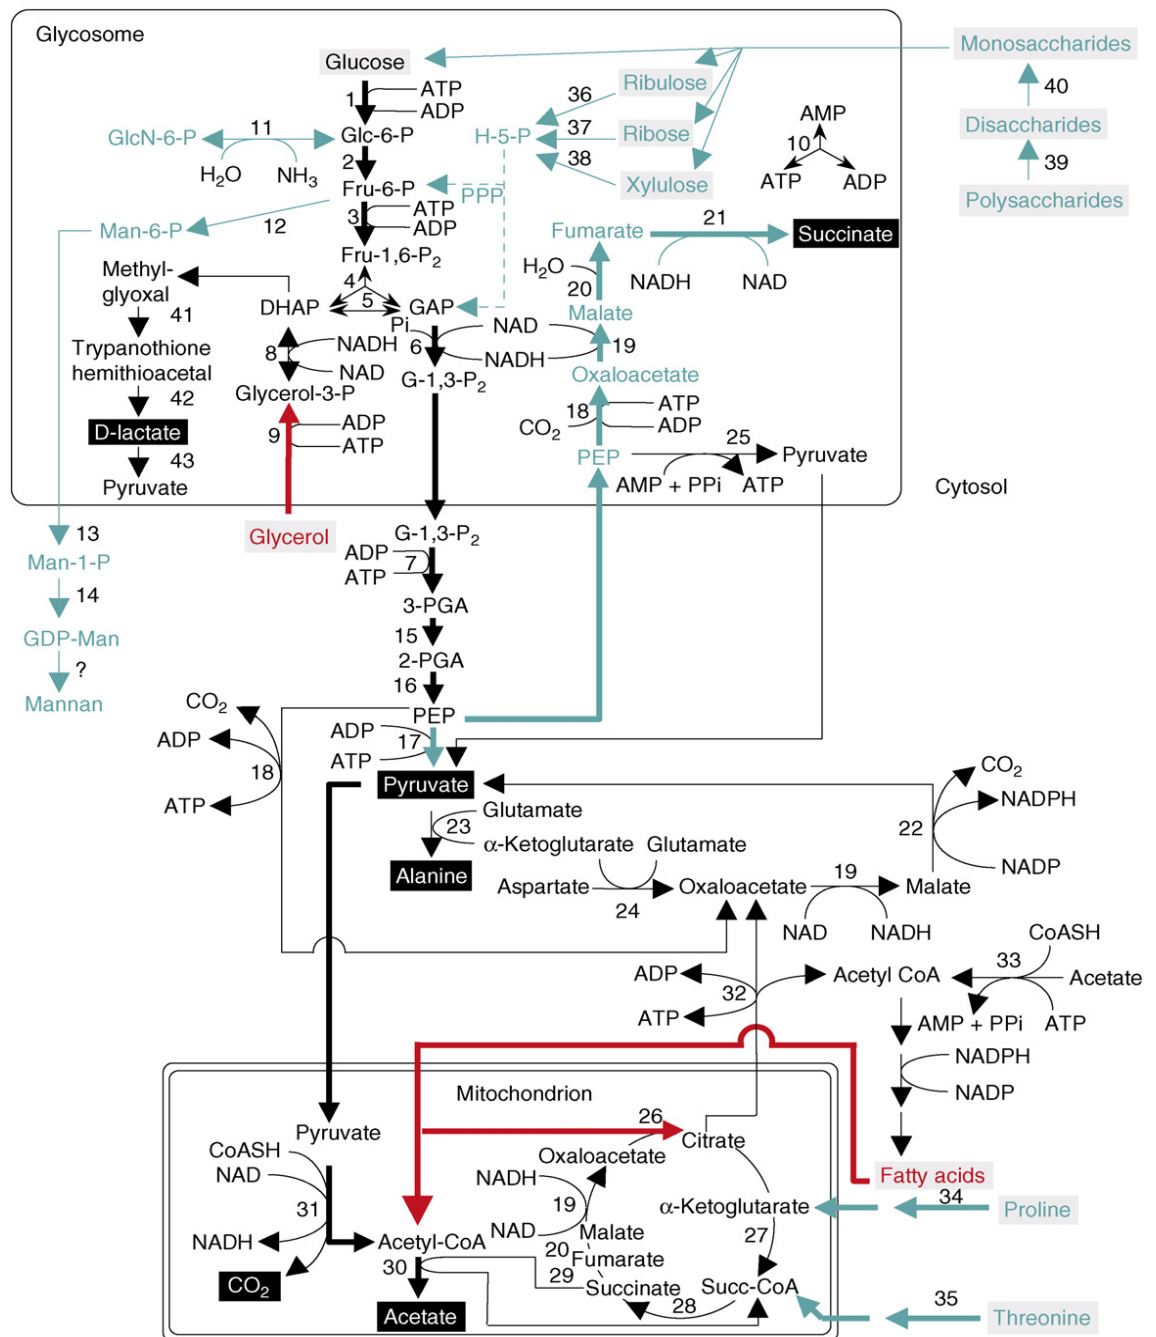 Glycosome
Monosaccharides
Glucose
Ribulose
40
ATP
1
ADP
36
AMP
Disaccharides
GlcN-6-P
11
Glc-6-P
H-5-P
37
Ribose
10
39
H2O
NH3
2
38
ATP
ADP
Fru-6-P
PPP
Xylulose
Polysaccharides
12
3
ATP
ADP
Man-6-P
Fumarate
21
Succinate
Fru-1,6-P2
Methyl-
glyoxal
H2O
20
NADH
NAD
4
5
DHAP
GAP
Malate
41
Pi
NAD
8
NADH
6
19
Trypanothione
hemithioacetal
NADH
NAD
G-1,3-P2
Oxaloacetate
42
Glycerol-3-P
ATP
18
CO2
ADP
D-lactate
9
ADP
ATP
25
43
PEP
Pyruvate
Pyruvate
AMP + PPi
ATP
Cytosol
13
Glycerol
G-1,3-P2
Man-1-P
ADP
7
ATP
14
3-PGA
GDP-Man
15
?
2-PGA
16
Mannan
CO2
PEP
ADP
ADP
17
18
ATP
CO2
Pyruvate
ATP
NADPH
Glutamate
23
22
α-Ketoglutarate
Glutamate
NADP
Alanine
19
Aspartate
Oxaloacetate
Malate
24
NAD
NADH
CoASH
33
ADP
Acetyl CoA
Acetate
32
ATP
AMP + PPi
ATP
NADPH
Mitochondrion
NADP
26
Pyruvate
Citrate
CoASH
Oxaloacetate
NAD
NADH
Fatty acids
34
31
19
α-Ketoglutarate
Proline
NAD
Malate
27
NADH
Acetyl-CoA
20
Fumarate
30
29
CO2
Succinate
Succ-CoA
35
28
Acetate
Threonine